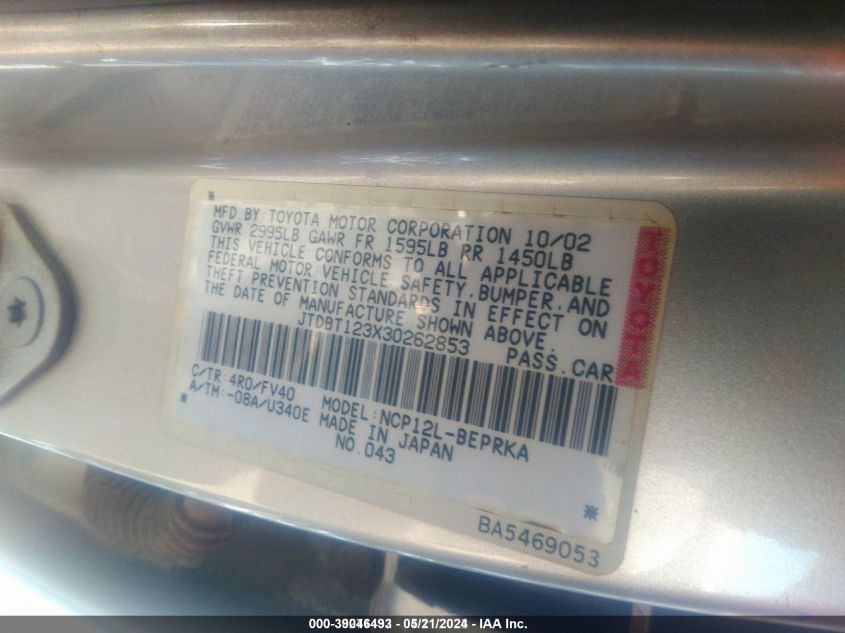 MFD.BY:TOYOTA MOTOR CORPORATION 10/02
GVWR 2995LB GAWR FR 1595LB RR 1450LB
THIS VEHICLE CONFORMS TO ALL APPLICABLE
FEDERAL MOTOR VEHICLE SAFETY,BUMPER,AND
THEFT PREVENTION STANDARDS IN EFFECT ON
THE DATE OF MANUFACTURE SHOWN ABOVE.
JTDBT123X30262853 PASS.CAR
TOYOTA
C/TR:4R0/FV40 MODEL:NCP12L-BEPRKA
A/TM:-08A/U340E MADE IN JAPAN
NO.043
BA5469053
05/21/2024 - IAA Inc.